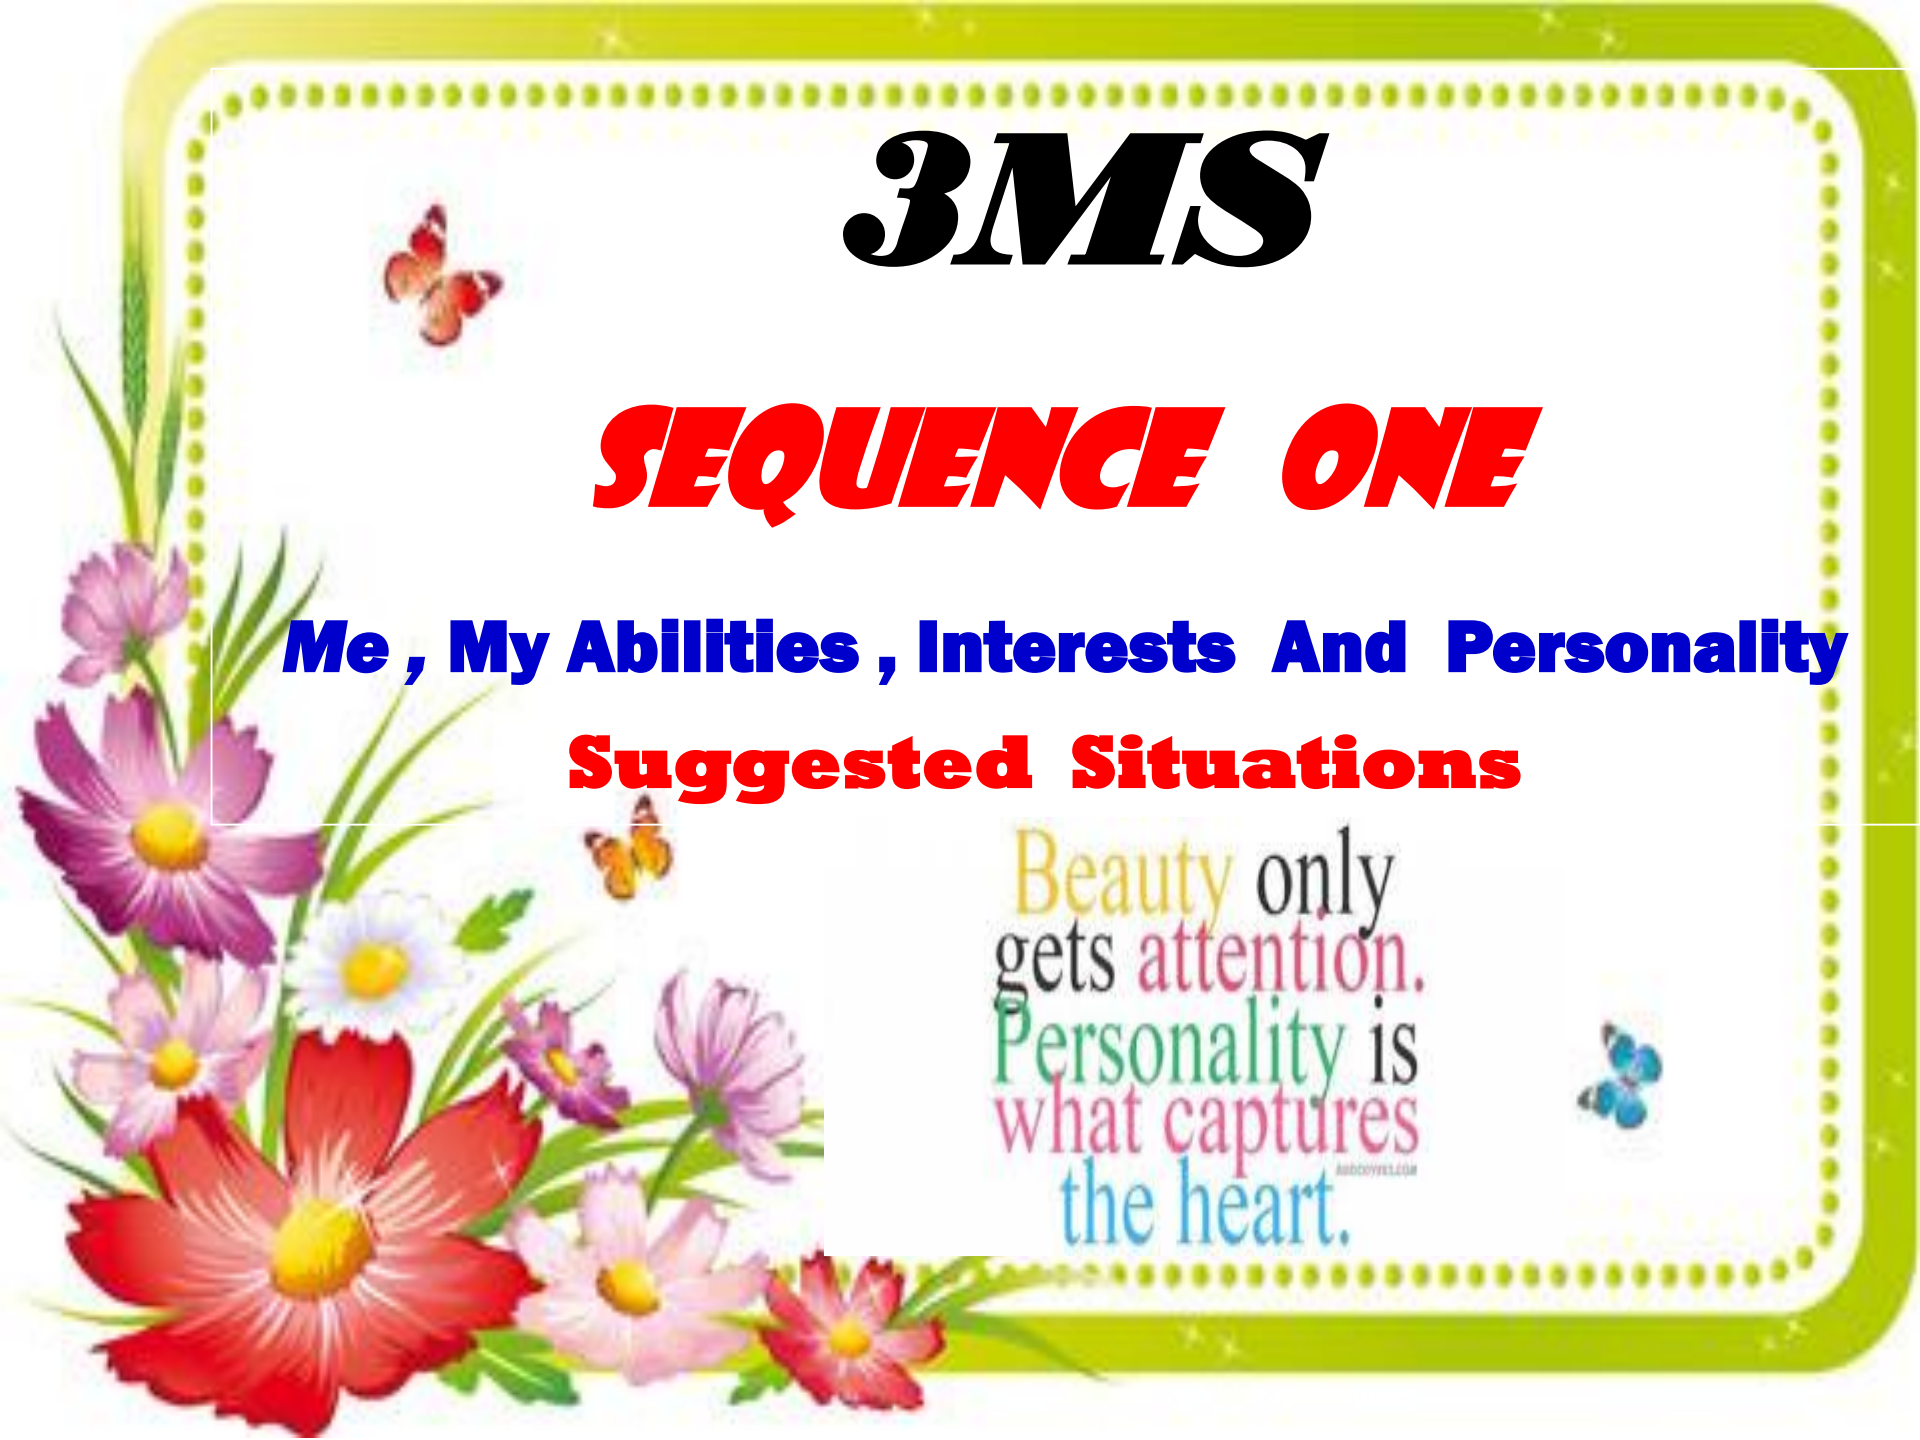 3MS
SEQUENCE ONE
Me , My Abilities , Interests And Personality
Suggested Situations
Beauty only
gets attention.
Personality is
what captures
the heart.